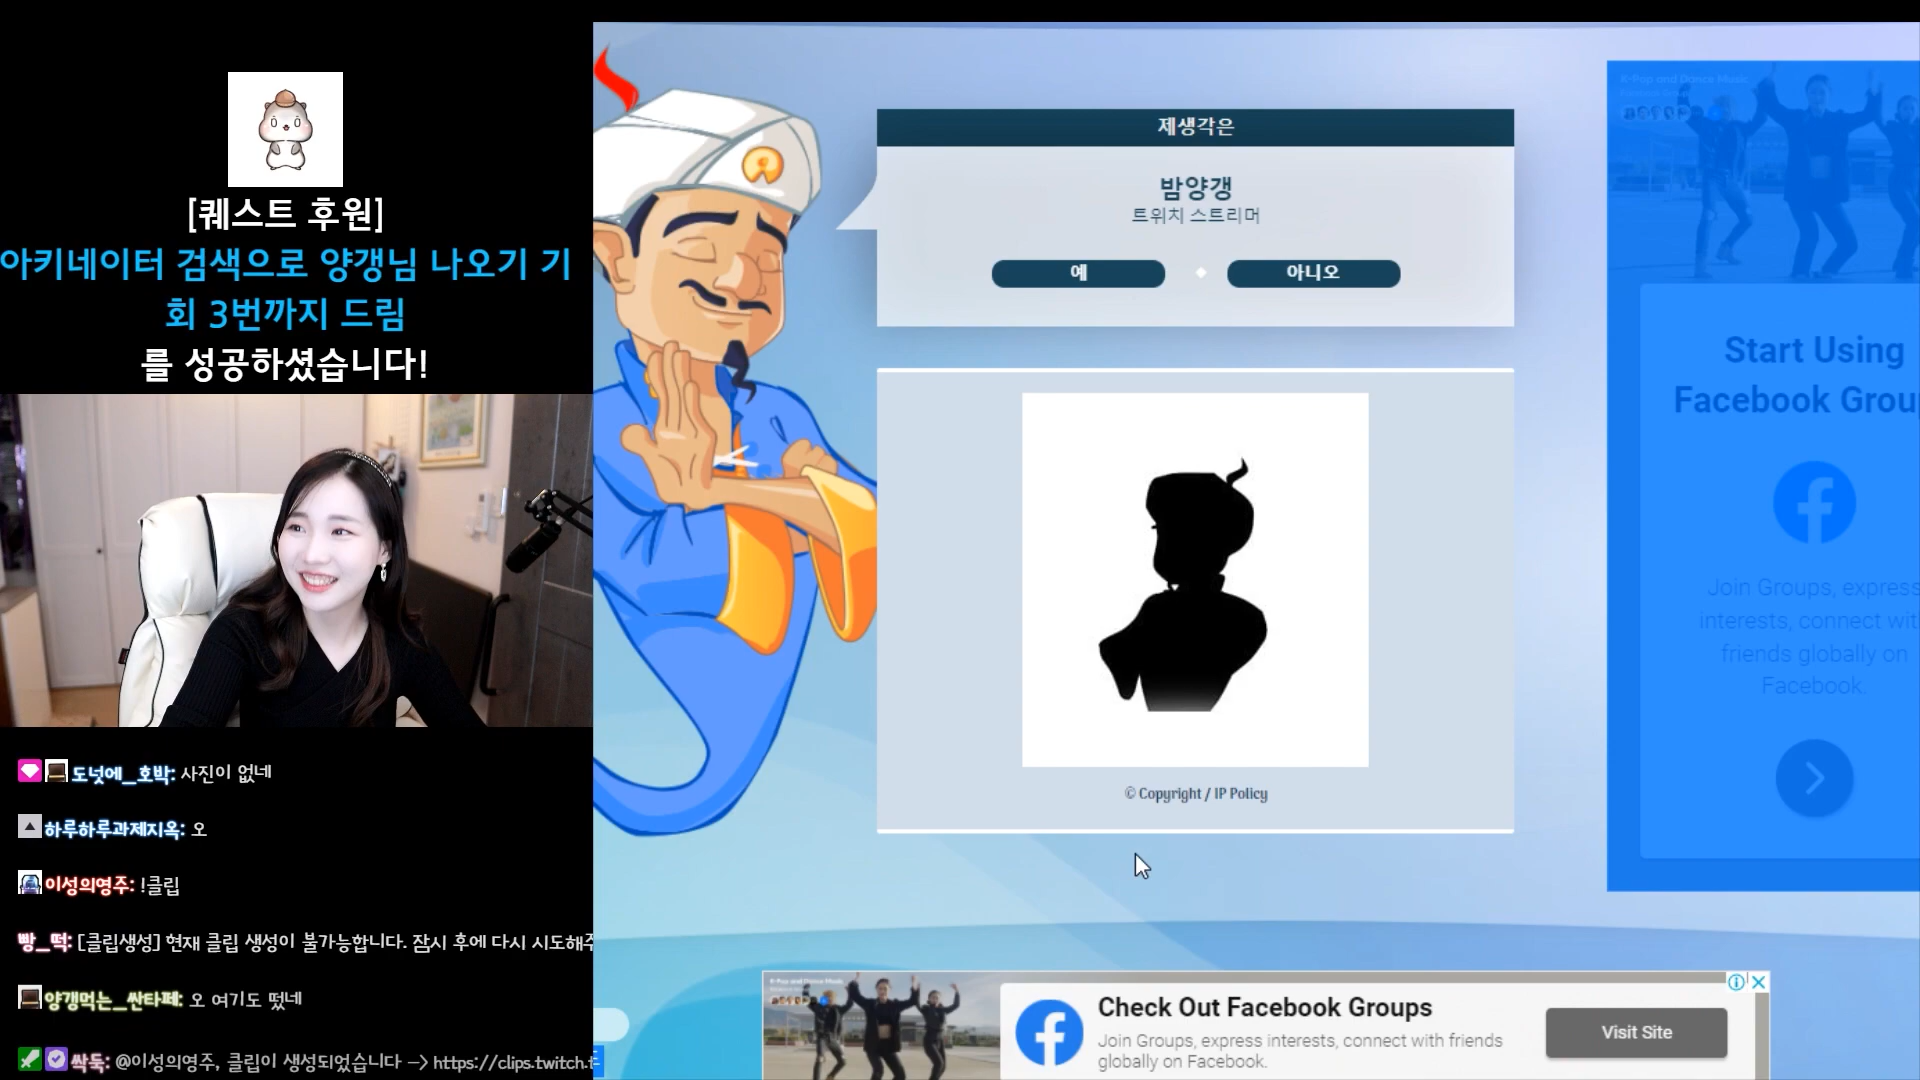 [퀘스트 후원]
아키네이터 검색으로 양갱님 나오기 기
회 3번까지 드림
를 성공하셨습니다!
도넛에_호박: 사진이 없네
하루하루과제지옥: 오
이성의영주: !클립
빵_떡: [클립생성] 현재 클립 생성이 불가능합니다. 잠시 후에 다시 시도해주
양갱먹는_싼타페: 오 여기도 떴네
싹둑: @이성의영주, 클립이 생성되었습니다 -> https://clips.twitch.t
제생각은
밤양갱
트위치 스트리머
예
아니오
© Copyright / IP Policy
K-Pop and Dance Music
Start Using
Facebook Grou
Join Groups, express
interests, connect wit
friends globally on
Facebook.
K-Pop and Dance Music
Check Out Facebook Groups
Join Groups, express interests, connect with friends
globally on Facebook.
Visit Site